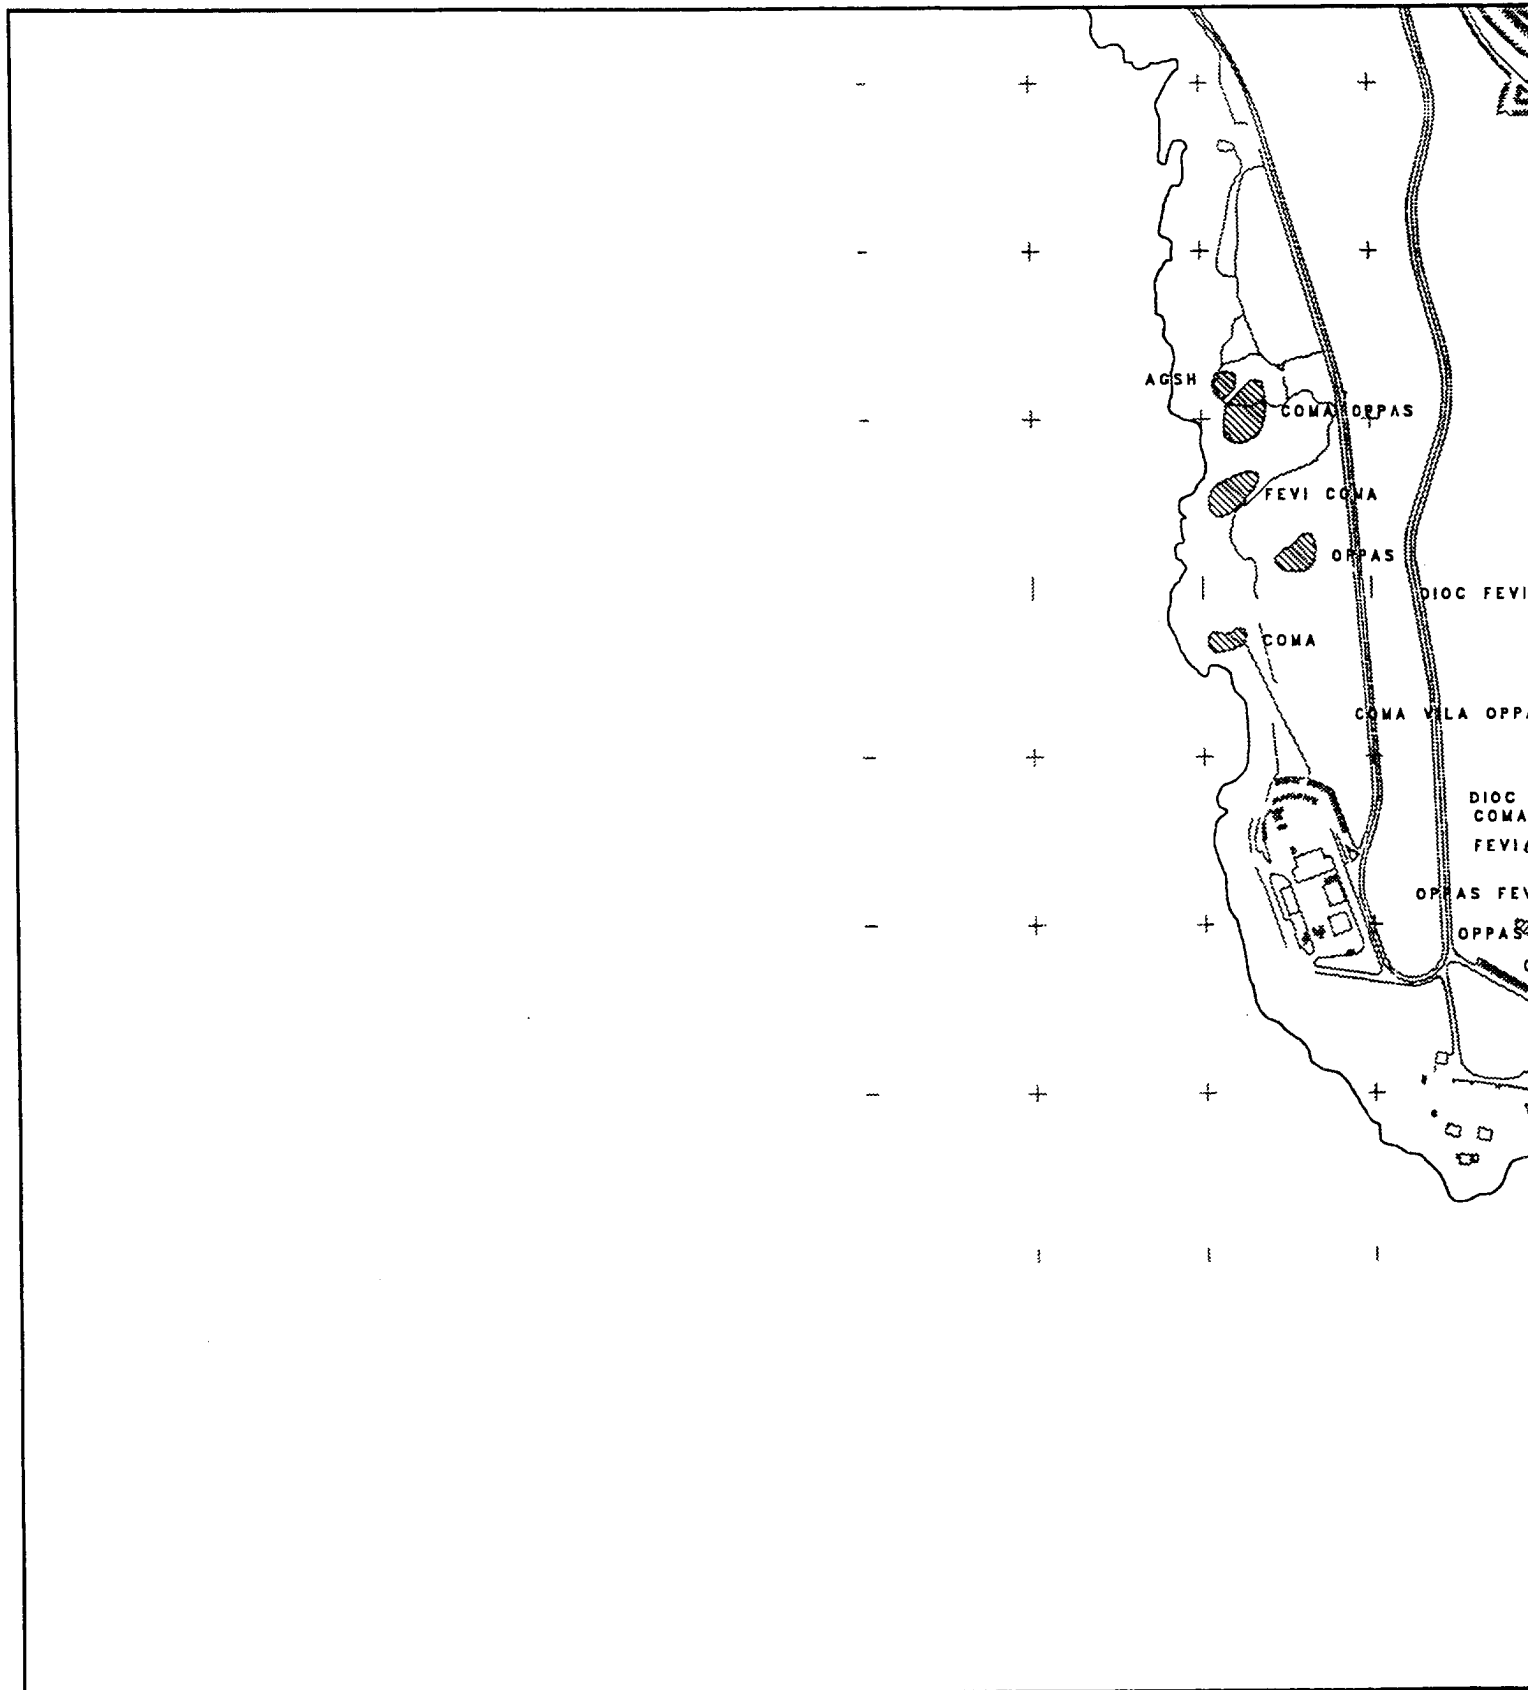 AGSH
COMA OPPAS
FEVI COMA
OPPAS
DIOC FEVI
COMA
COMA VILA OPPA
DIOC
COMA
FEVI
OPPAS FEV
OPPAS